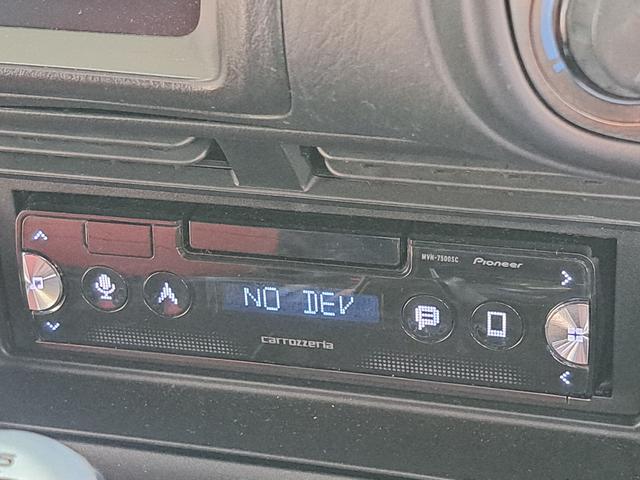 MVH-7500SC Pioneer
NO DEV
carrozzeria